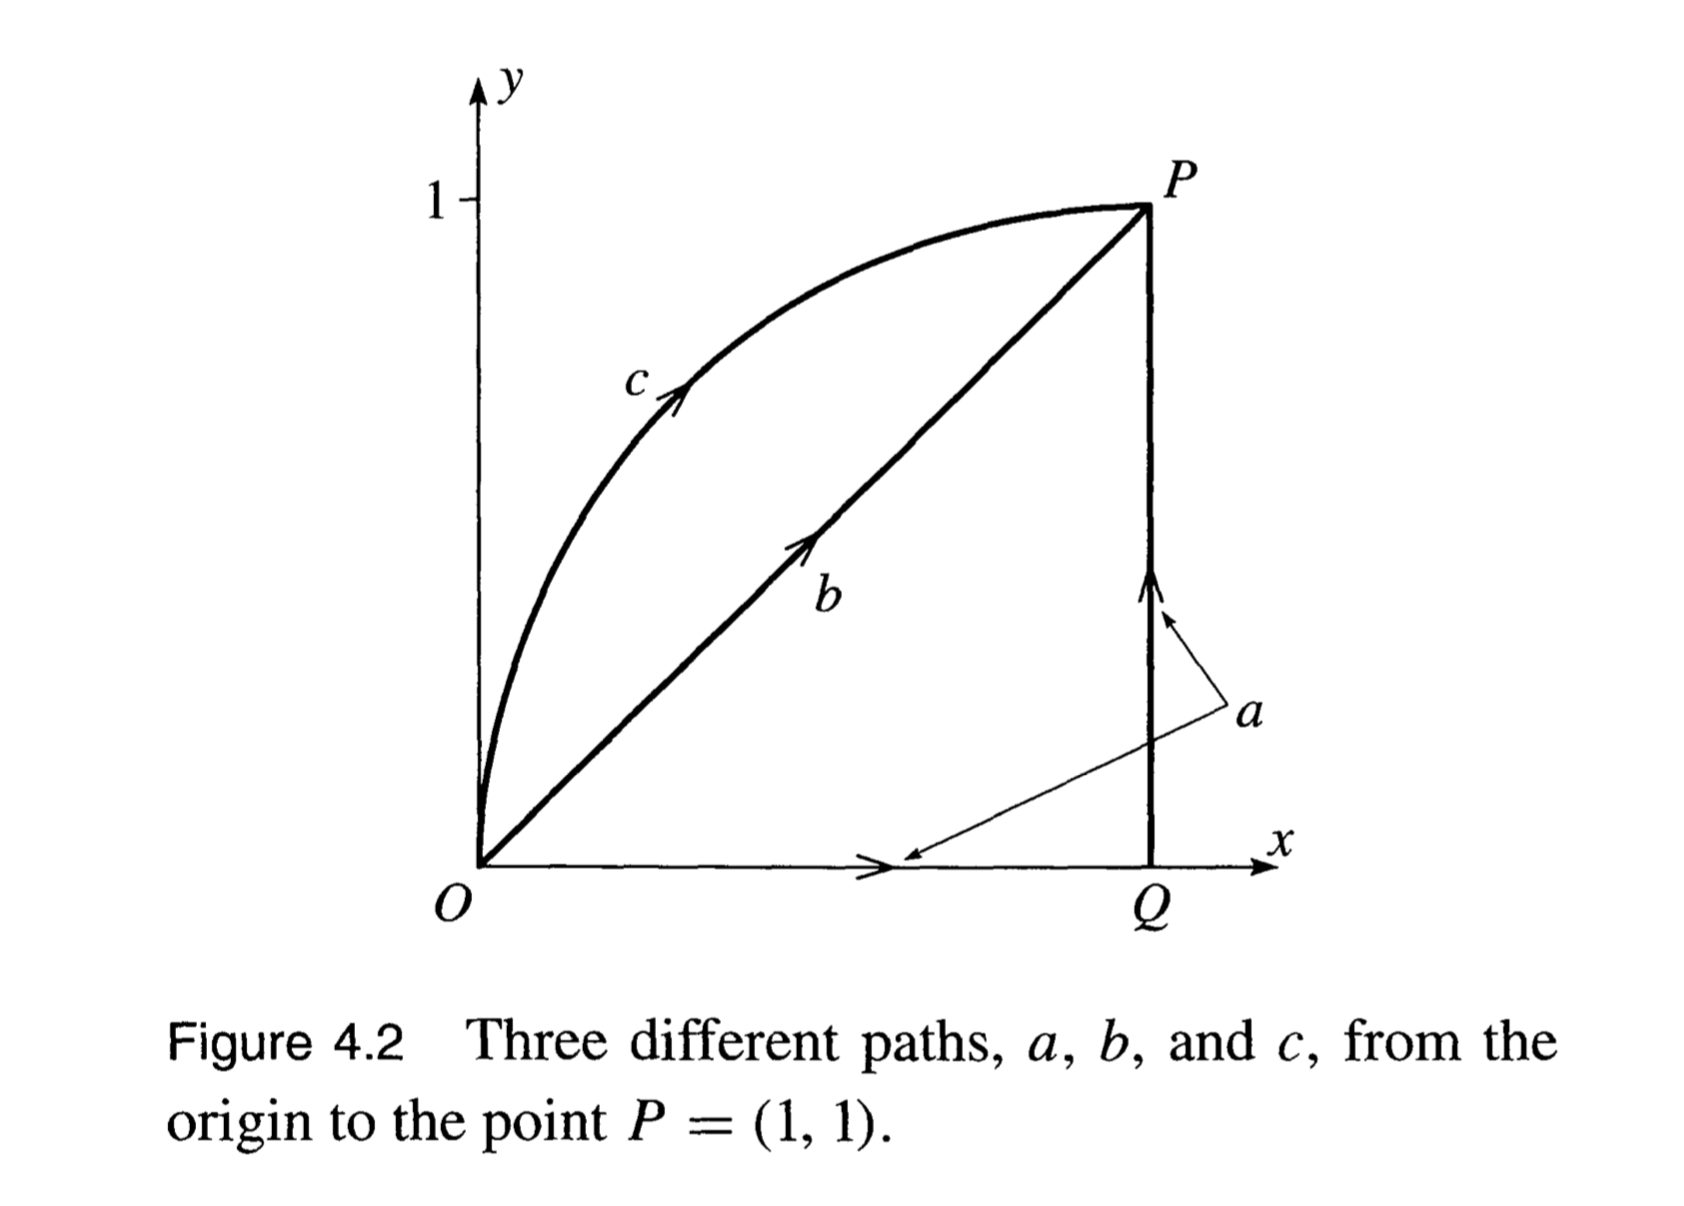 y
1
P
c
b
a
x
O
Q
Figure 4.2 Three different paths, a, b, and c, from the
origin to the point P = (1, 1).